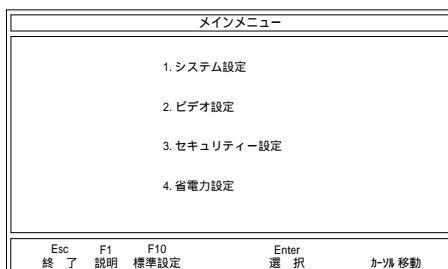 メインメニュー
1. システム設定
2. ビデオ設定
3. セキュリティー設定
4. 省電力設定
Esc F1 F10 Enter
終　了 説明 標準設定 選　択 ｶｰｿﾙ 移動